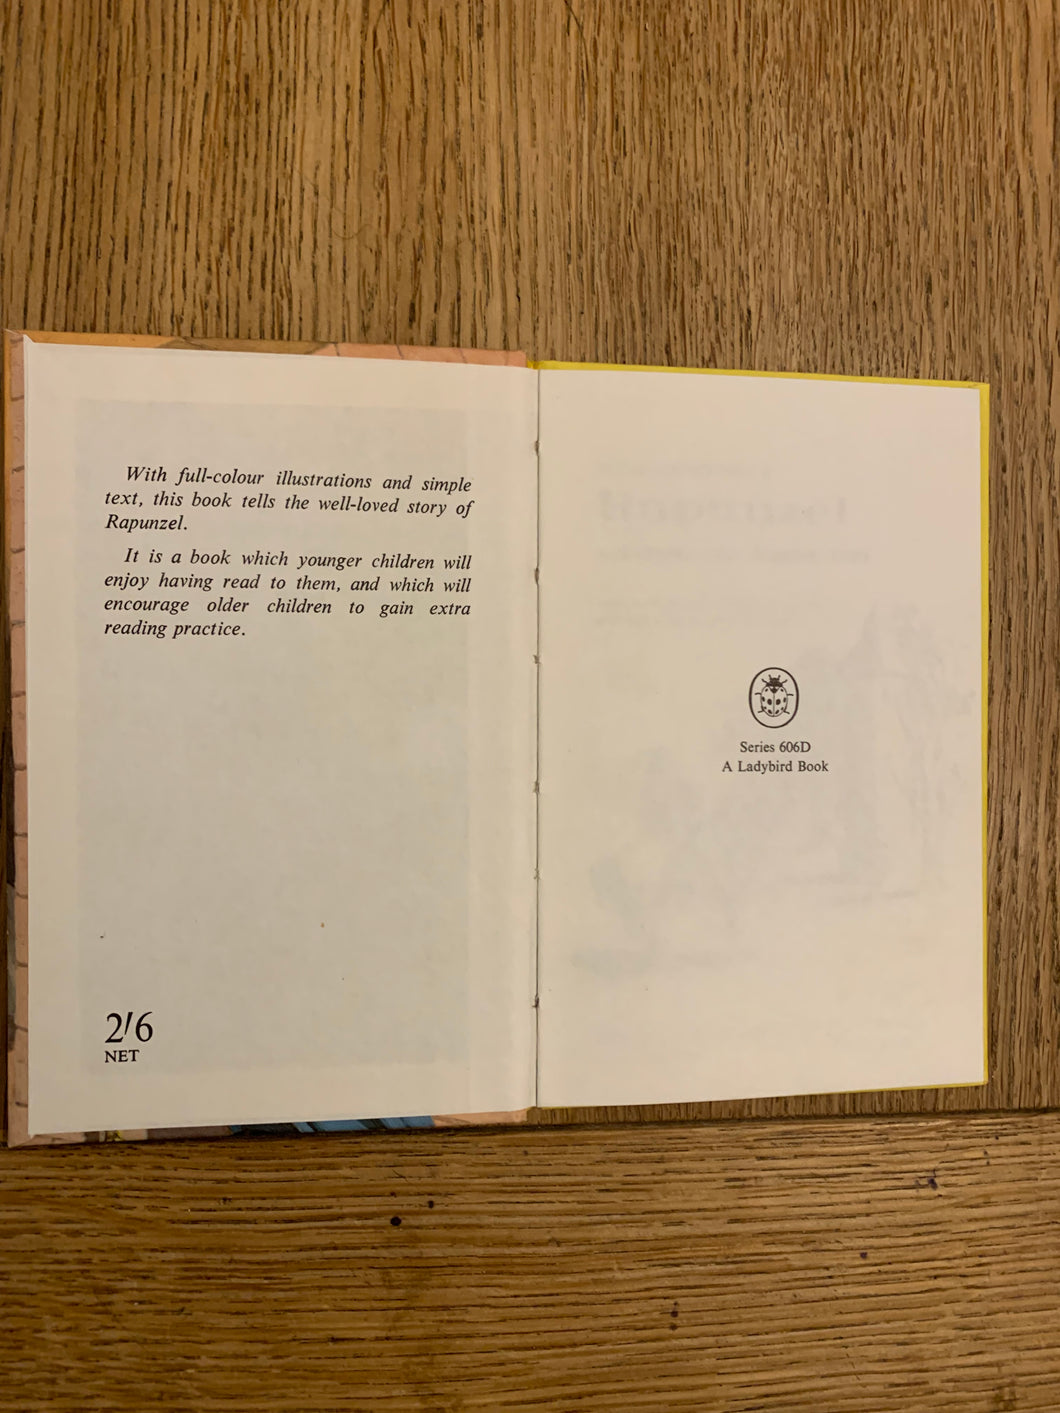 With full-colour illustrations and simple
text, this book tells the well-loved story of
Rapunzel.
It is a book which younger children will
enjoy having read to them, and which will
encourage older children to gain extra
reading practice.
2/6
NET
Series 606D
A Ladybird Book